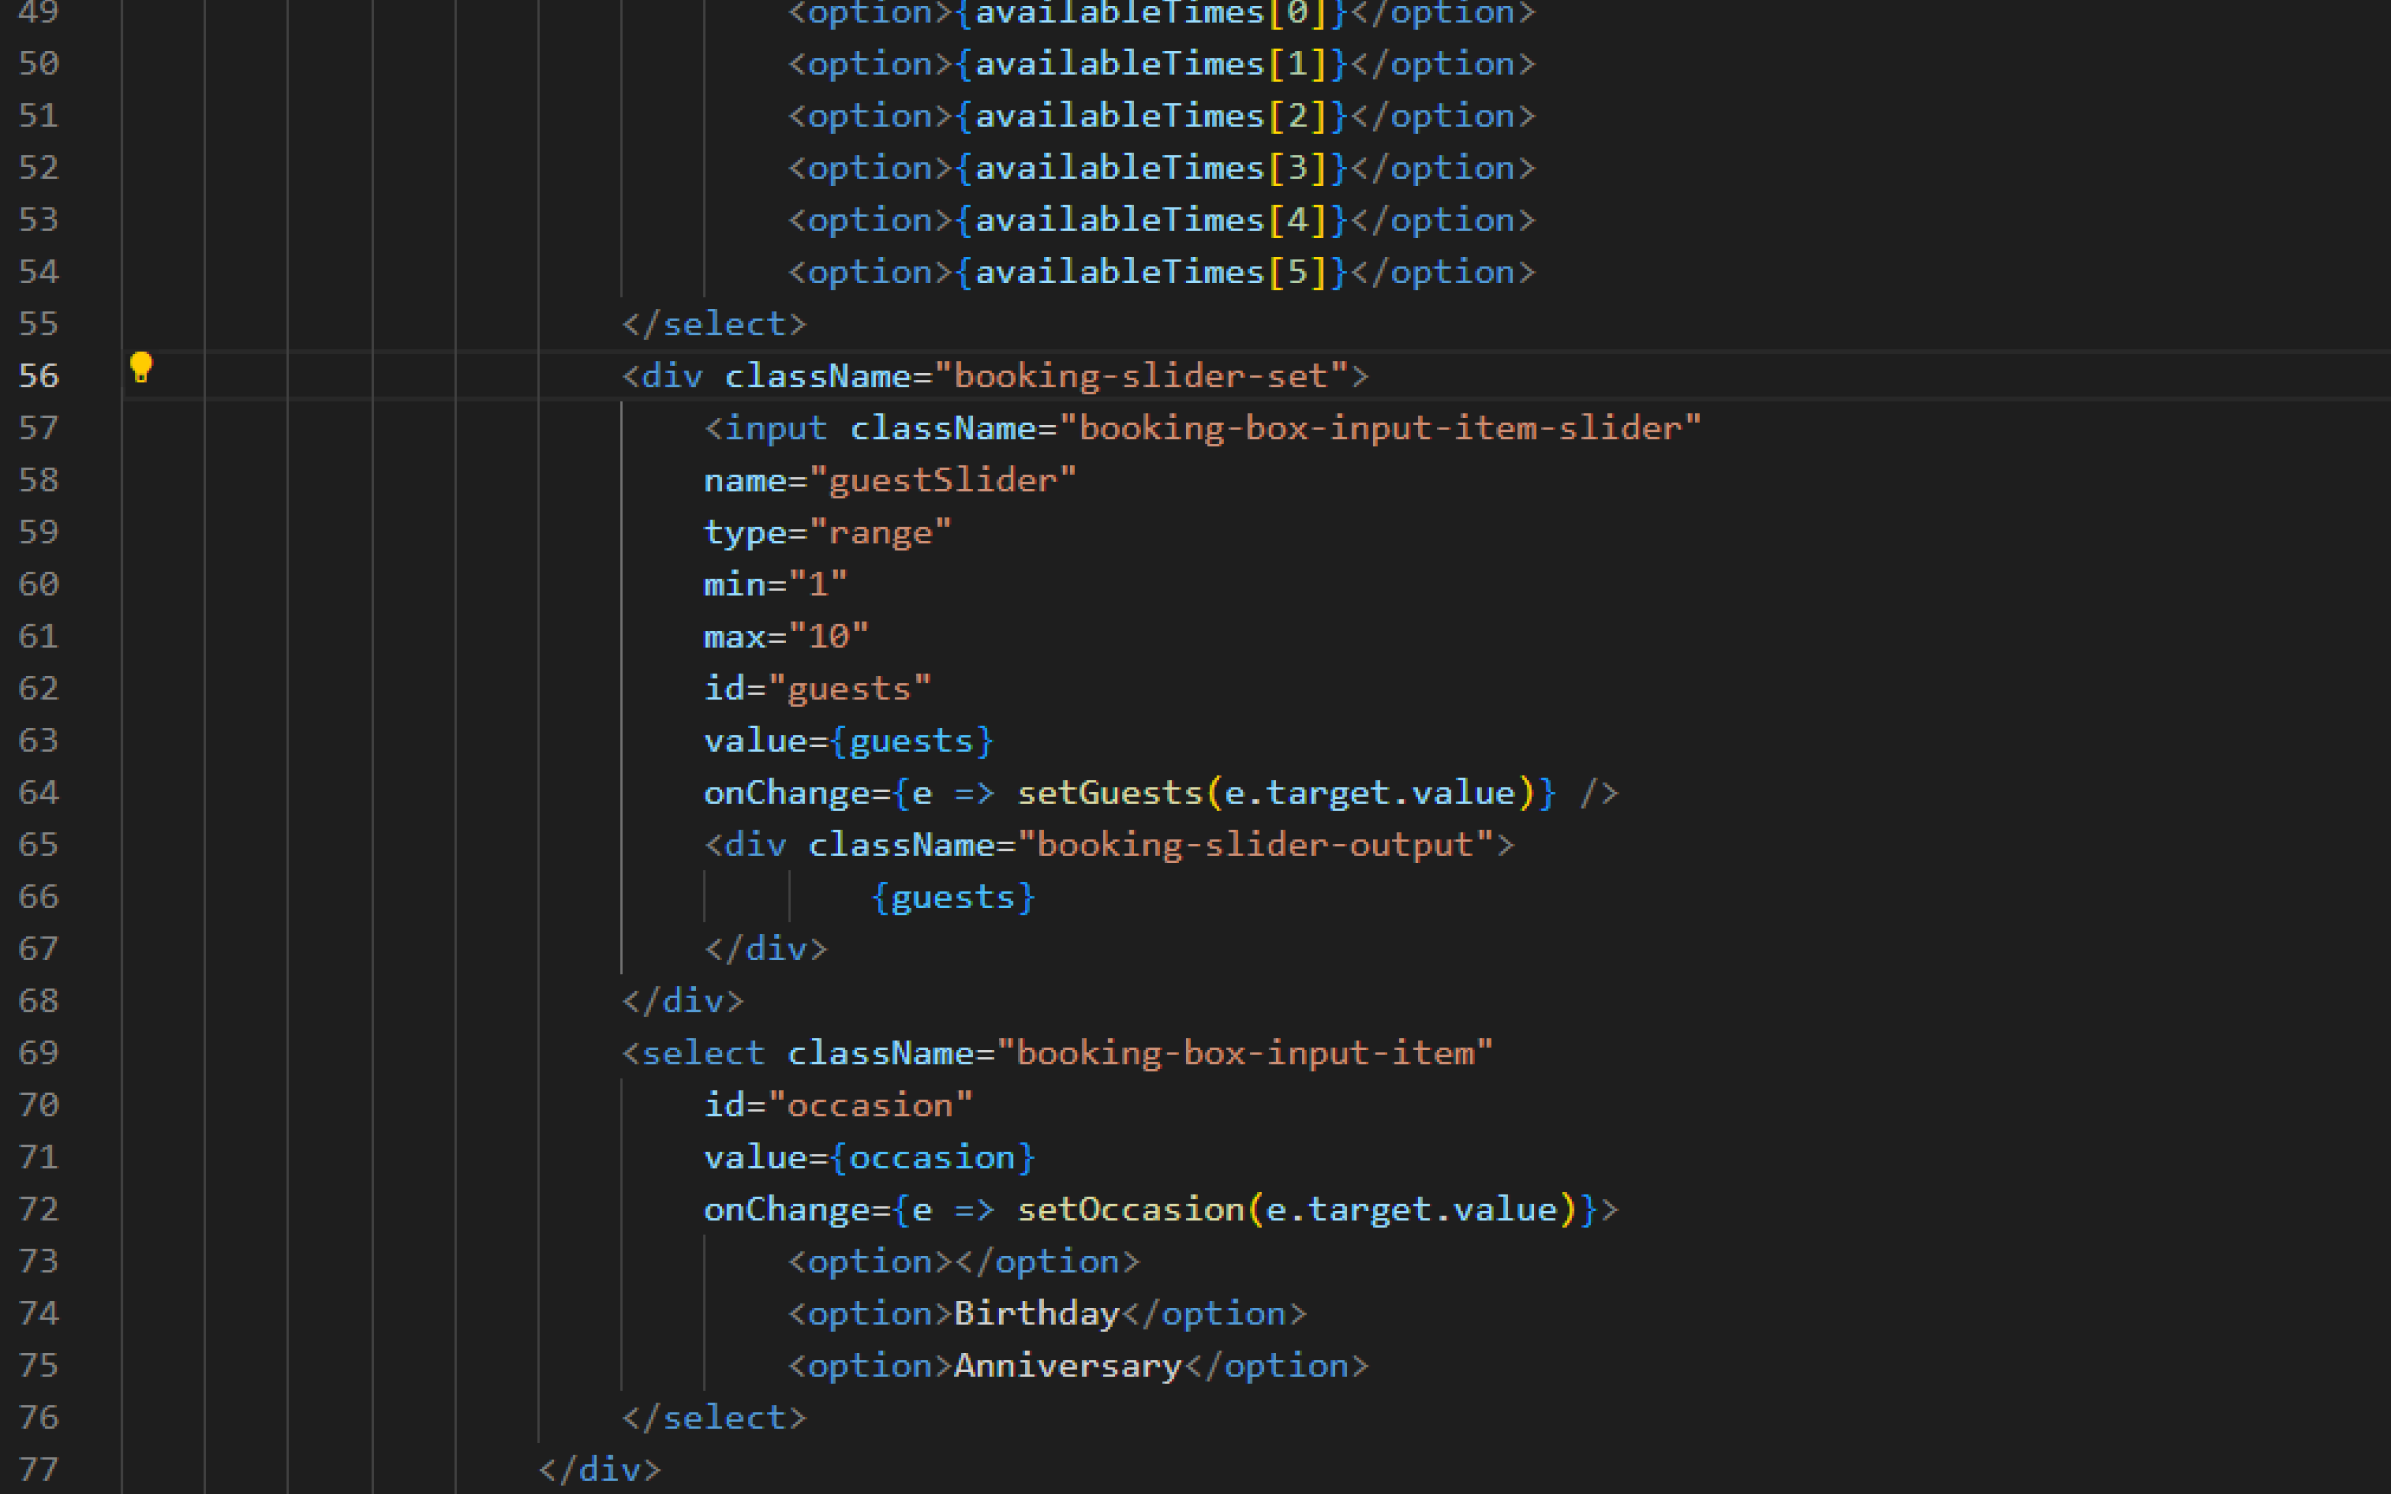 49 <option>{availableTimes[0]}</option>
50 <option>{availableTimes[1]}</option>
51 <option>{availableTimes[2]}</option>
52 <option>{availableTimes[3]}</option>
53 <option>{availableTimes[4]}</option>
54 <option>{availableTimes[5]}</option>
55 </select>
56 <div className="booking-slider-set">
57 <input className="booking-box-input-item-slider"
58 name="guestSlider"
59 type="range"
60 min="1"
61 max="10"
62 id="guests"
63 value={guests}
64 onChange={e => setGuests(e.target.value)} />
65 <div className="booking-slider-output">
66 {guests}
67 </div>
68 </div>
69 <select className="booking-box-input-item"
70 id="occasion"
71 value={occasion}
72 onChange={e => setOccasion(e.target.value)}>
73 <option></option>
74 <option>Birthday</option>
75 <option>Anniversary</option>
76 </select>
77 </div>